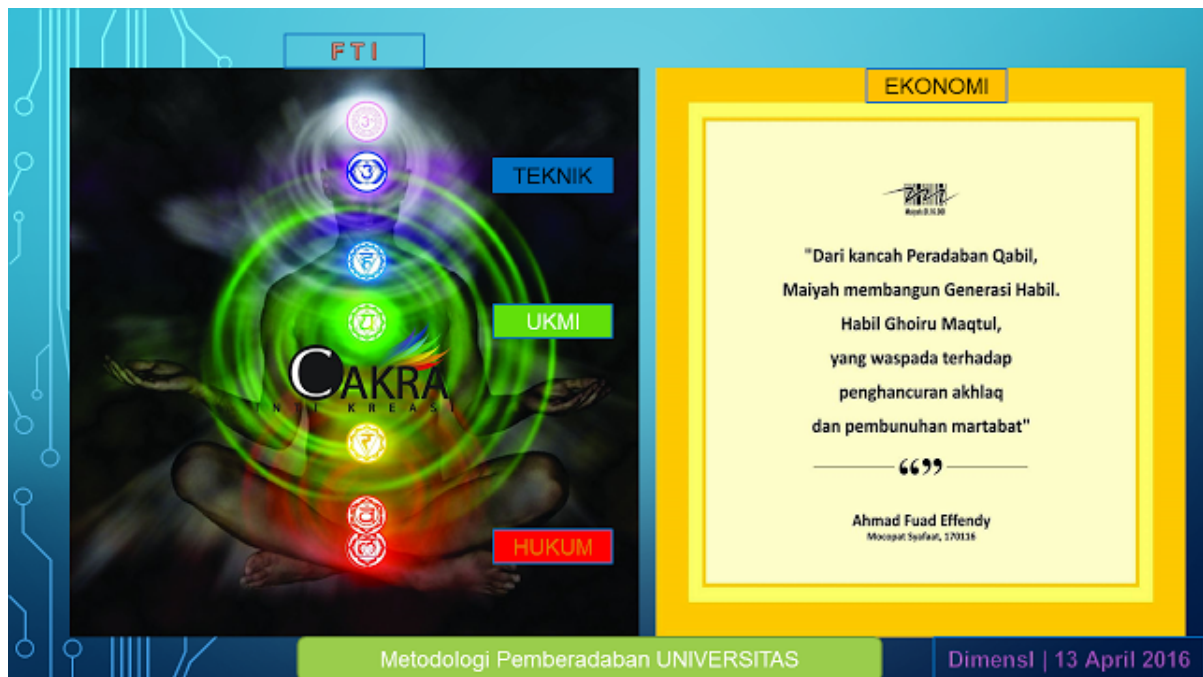 FTI
TEKNIK
UKMI
CAKRA
HUKUM
EKONOMI
"Dari kancah Peradaban Qabil,
Maiyah membangun Generasi Habil.
Habil Ghoiru Maqtul,
yang waspada terhadap
penghancuran akhlaq
dan pembunuhan martabat"
Ahmad Fuad Effendy
Mocopat Syafaat, 170116
Metodologi Pemberadaban UNIVERSITAS
DimensI | 13 April 2016